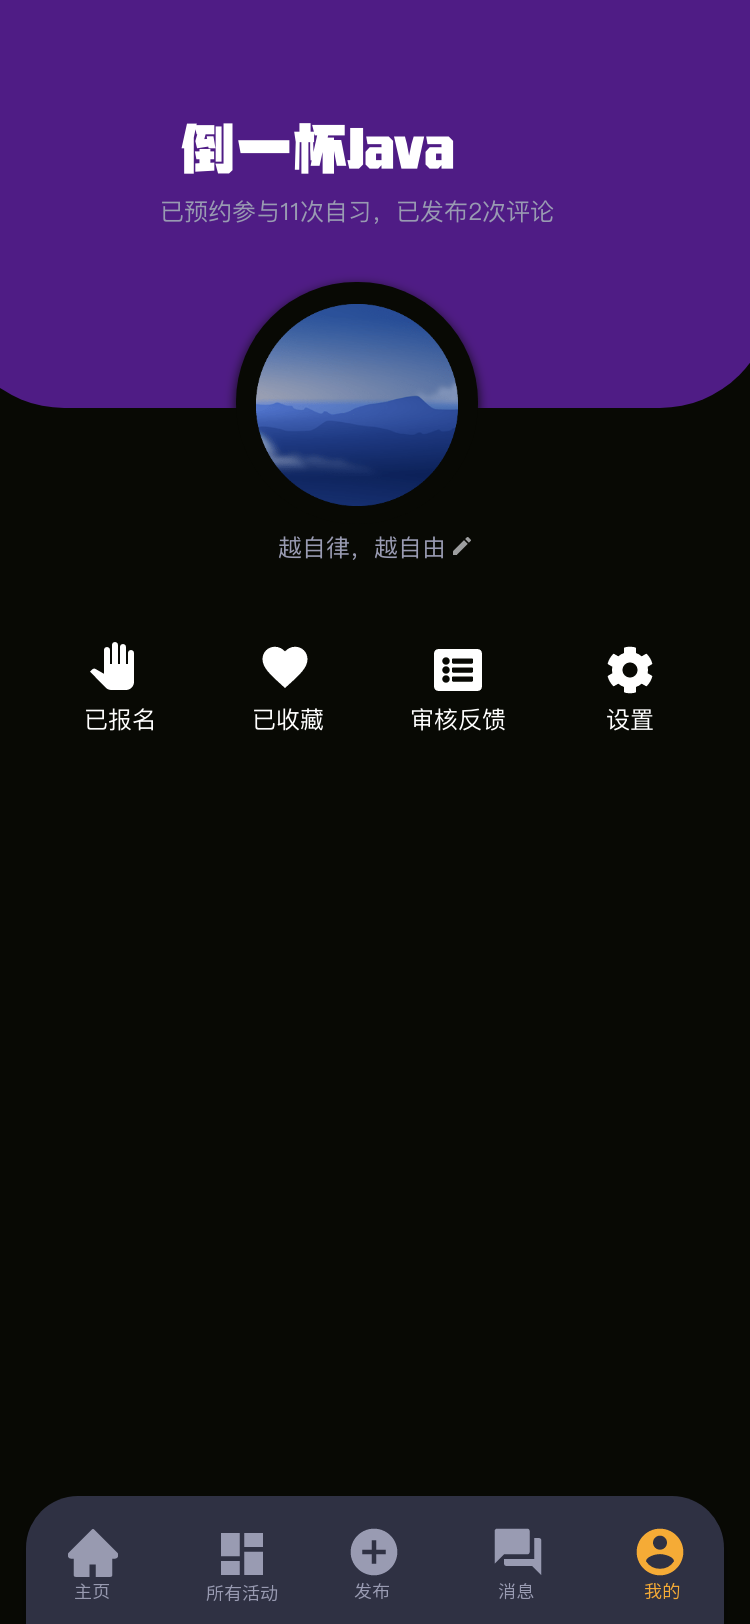 倒一杯Java
已预约参与11次自习，已发布2次评论
越自律，越自由
已报名 已收藏 审核反馈 设置
主页 所有活动 发布 消息 我的